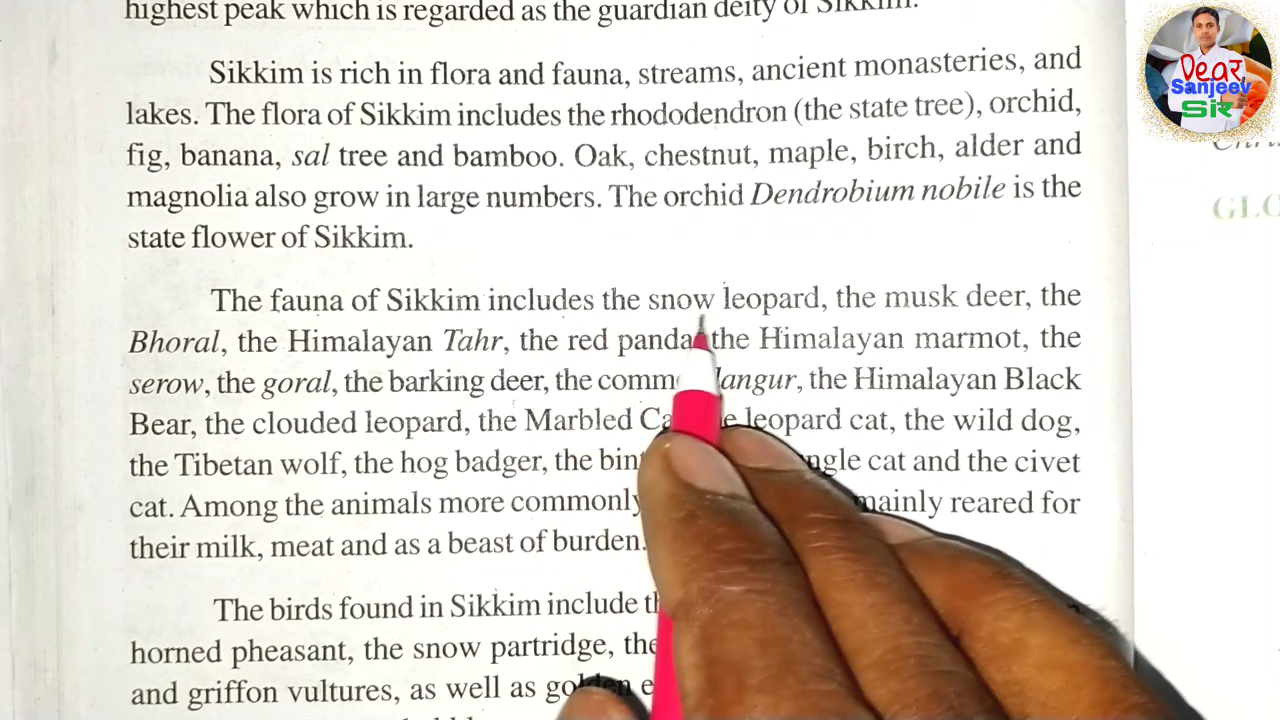 highest peak which is regarded as the guardian deity of Sikkim.
Sikkim is rich in flora and fauna, streams, ancient monasteries, and
lakes. The flora of Sikkim includes the rhododendron (the state tree), orchid,
fig, banana, sal tree and bamboo. Oak, chestnut, maple, birch, alder and
magnolia also grow in large numbers. The orchid Dendrobium nobile is the
state flower of Sikkim.
The fauna of Sikkim includes the snow leopard, the musk deer, the
Bhoral, the Himalayan Tahr, the red panda the Himalayan marmot, the
serow, the goral, the barking deer, the comm langur, the Himalayan Black
Bear, the clouded leopard, the Marbled Ca leopard cat, the wild dog,
the Tibetan wolf, the hog badger, the bin ngle cat and the civet
cat. Among the animals more commonly mainly reared for
their milk, meat and as a beast of burden.
The birds found in Sikkim include
horned pheasant, the snow partridge, the
and griffon vultures, as well as golden
Dear
Sanjeev
SIR
GLO